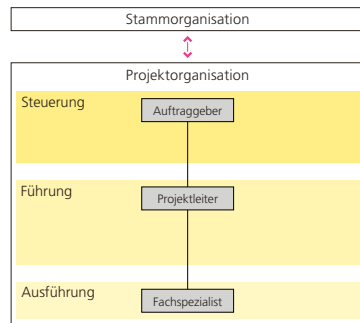 Stammorganisation
Projektorganisation
Steuerung
Auftraggeber
Führung
Projektleiter
Ausführung
Fachspezialist